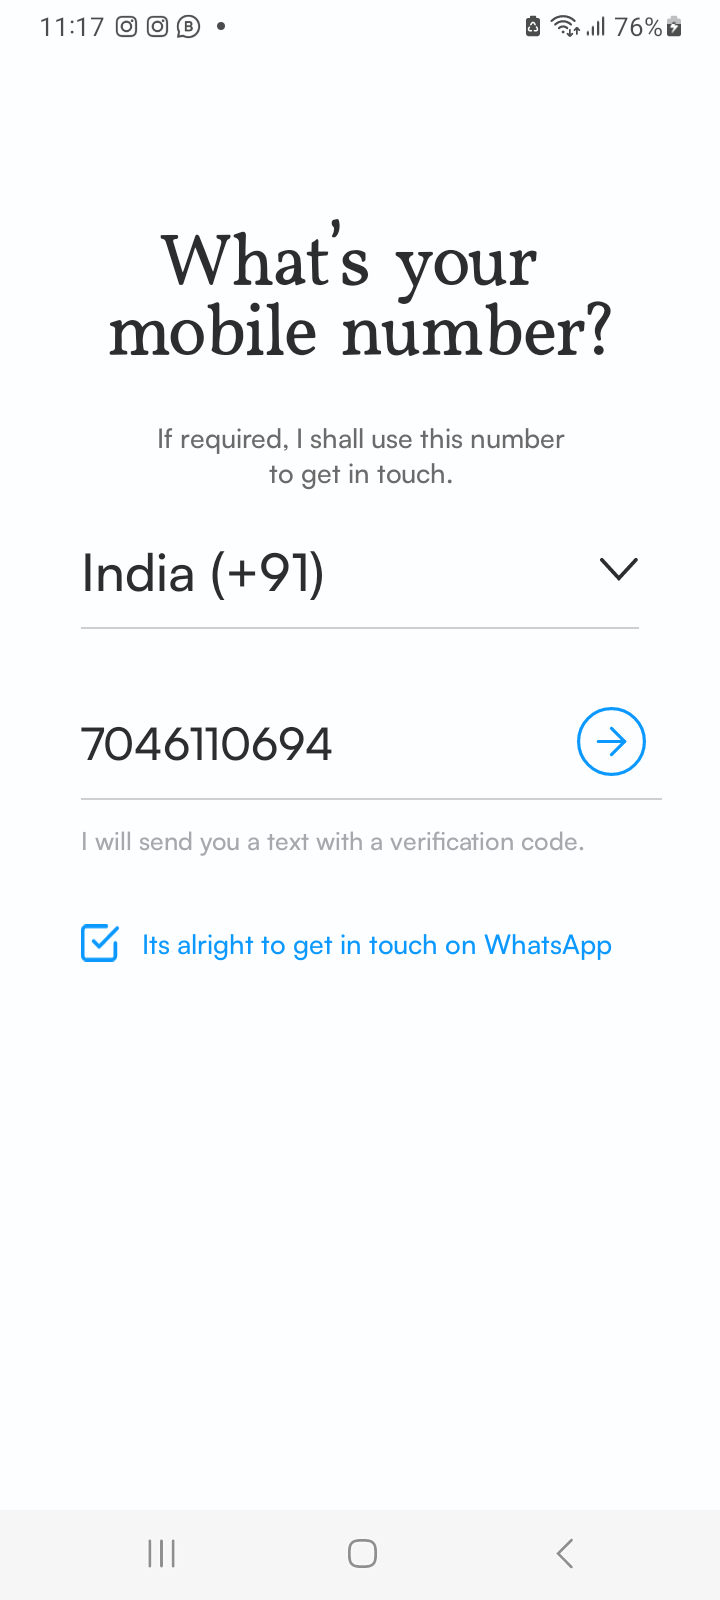 11:17
76%
What's your
mobile number?
If required, I shall use this number
to get in touch.
India (+91)
7046110694
I will send you a text with a verification code.
Its alright to get in touch on WhatsApp